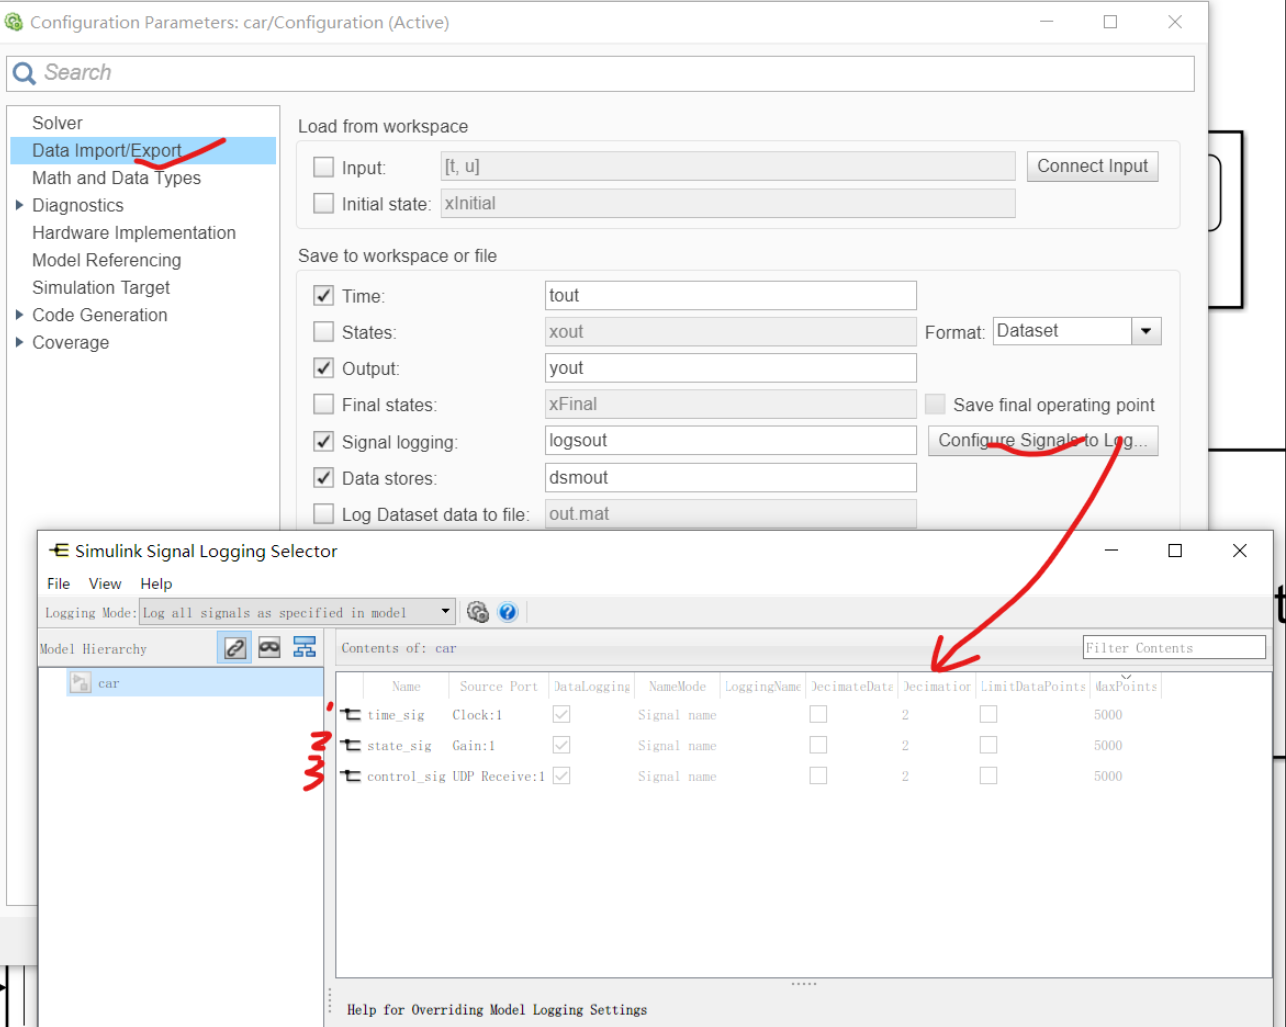 Configuration Parameters: car/Configuration (Active)
Search
Solver
Data Import/Export
Math and Data Types
Diagnostics
Hardware Implementation
Model Referencing
Simulation Target
Code Generation
Coverage
Load from workspace
Input: [t, u] Connect Input
Initial state: xInitial
Save to workspace or file
Time: tout
States: xout Format: Dataset
Output: yout
Final states: xFinal Save final operating point
Signal logging: logsout Configure Signals to Log...
Data stores: dsmout
Log Dataset data to file: out.mat
Simulink Signal Logging Selector
File View Help
Logging Mode: Log all signals as specified in model
Model Hierarchy Contents of: car Filter Contents
car
Name Source Port DataLogging NameMode LoggingName DecimateData Decimation LimitDataPoints MaxPoints
time_sig Clock:1 Signal name 2 5000
2 state_sig Gain:1 Signal name 2 5000
3 control_sig UDP Receive:1 Signal name 2 5000
Help for Overriding Model Logging Settings
t